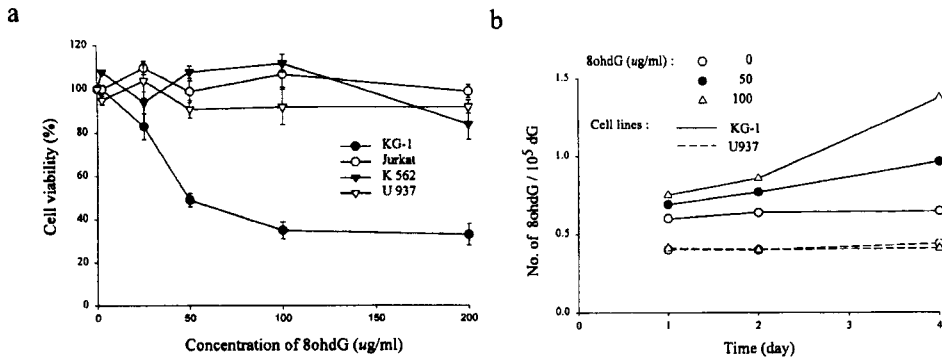 a
120
100
80
60
40
20
0
Cell viability (%)
KG-1
Jurkat
K 562
U 937
0
50
100
150
200
Concentration of 8ohdG (ug/ml)
b
8ohdG (ug/ml) :
0
50
100
Cell lines :
KG-1
U937
1.5
1.0
0.5
0.0
No. of 8ohdG / 10⁵ dG
0
1
2
3
4
Time (day)